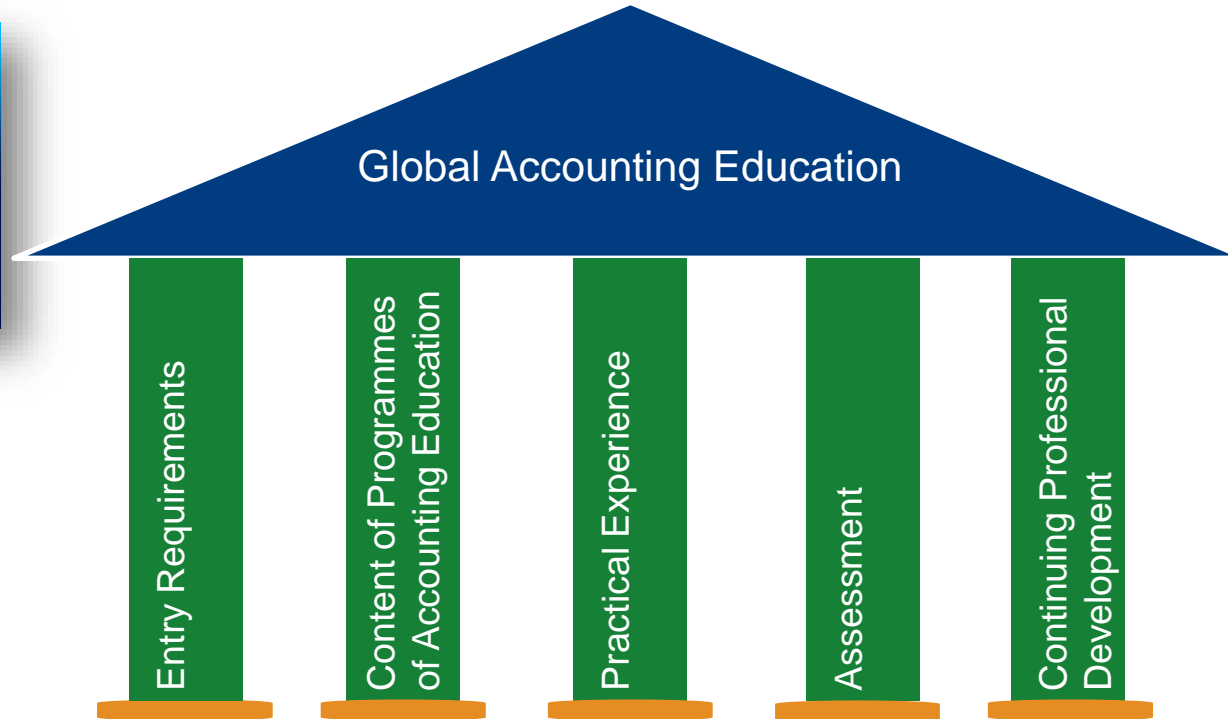 Global Accounting Education
Entry Requirements
Content of Programmes
of Accounting Education
Practical Experience
Assessment
Continuing Professional
Development